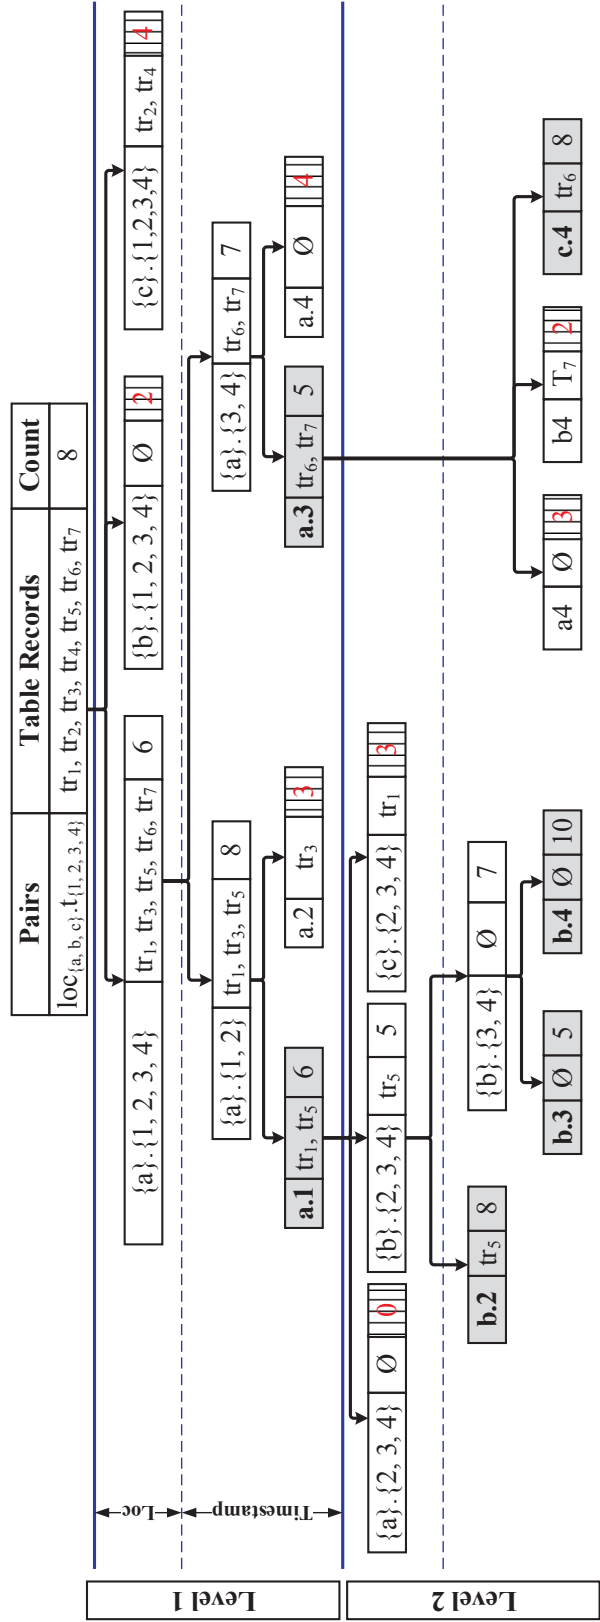 Pairs Table Records Count
loc{a, b, c}.t{1, 2, 3, 4} tr1, tr2, tr3, tr4, tr5, tr6, tr7 8
Level 1
Loc
{a}.{1, 2, 3, 4} tr1, tr3, tr5, tr6, tr7 6
{b}.{1, 2, 3, 4} Ø 2
{c}.{1,2,3,4} tr2, tr4 4
Timestamp
{a}.{1, 2} tr1, tr3, tr5 8
{a}.{3, 4} tr6, tr7 7
a.1 tr1, tr5 6
a.2 tr3 3
a.3 tr6, tr7 5
a.4 Ø 4
Level 2
{a}.{2, 3, 4} Ø 0
{b}.{2, 3, 4} tr5 5
{c}.{2, 3, 4} tr1 3
b.2 tr5 8
{b}.{3, 4} Ø 7
b.3 Ø 5
b.4 Ø 10
a4 Ø 3
b4 T7 2
c.4 tr6 8